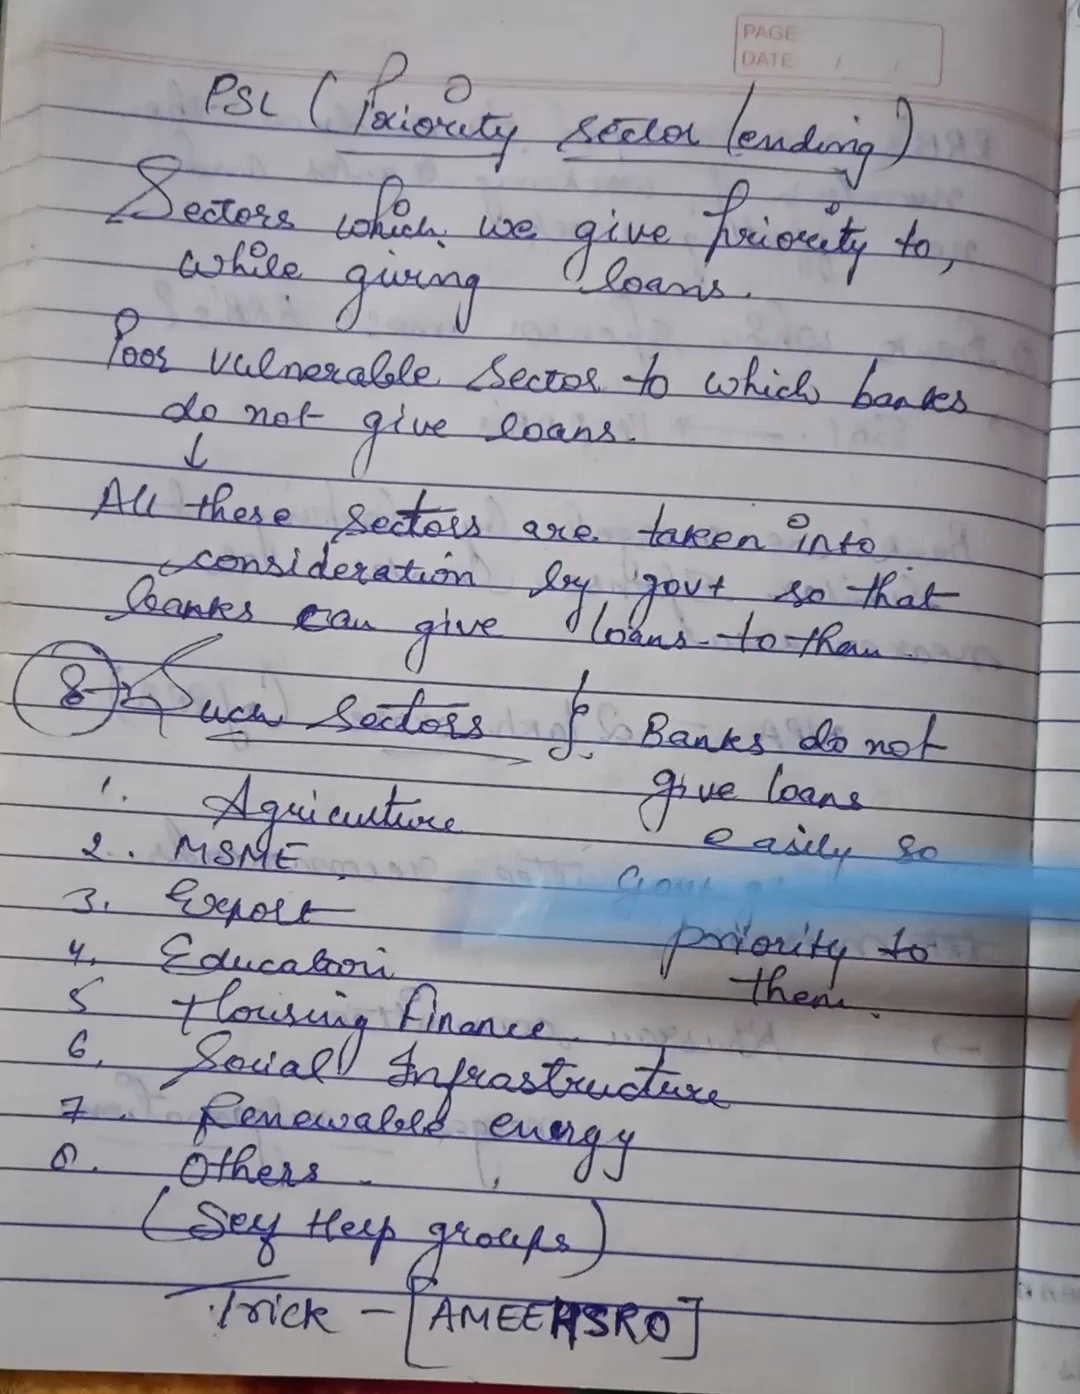 PAGE
DATE / /
PSL (Priority sector lending)
Sectors which we give priority to,
while giving loans.
Poor vulnerable sector to which banks
do not give loans.
↓
All these sectors are taken into
consideration by govt so that
banks can give loans to them.
8 Such sectors
1. Agriculture
2. MSME
3. Export
4. Education
5 Housing finance
6. Social Infrastructure
7. Renewable energy
8. Others
(Self Help groups)
Banks do not
give loans
easily so
Govt
priority to
them.
Trick - [AMEEHSRO]